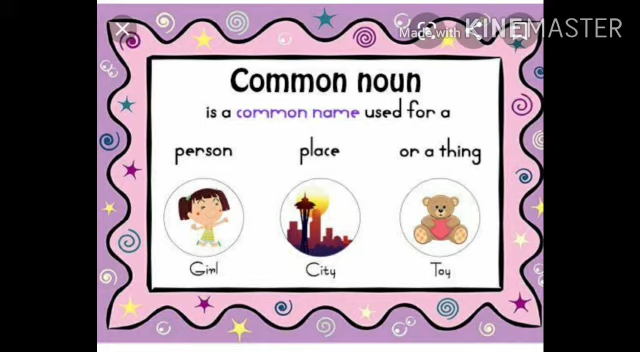 Made with KINEMASTER
Common noun
is a common name used for a
person place or a thing
Girl City Toy